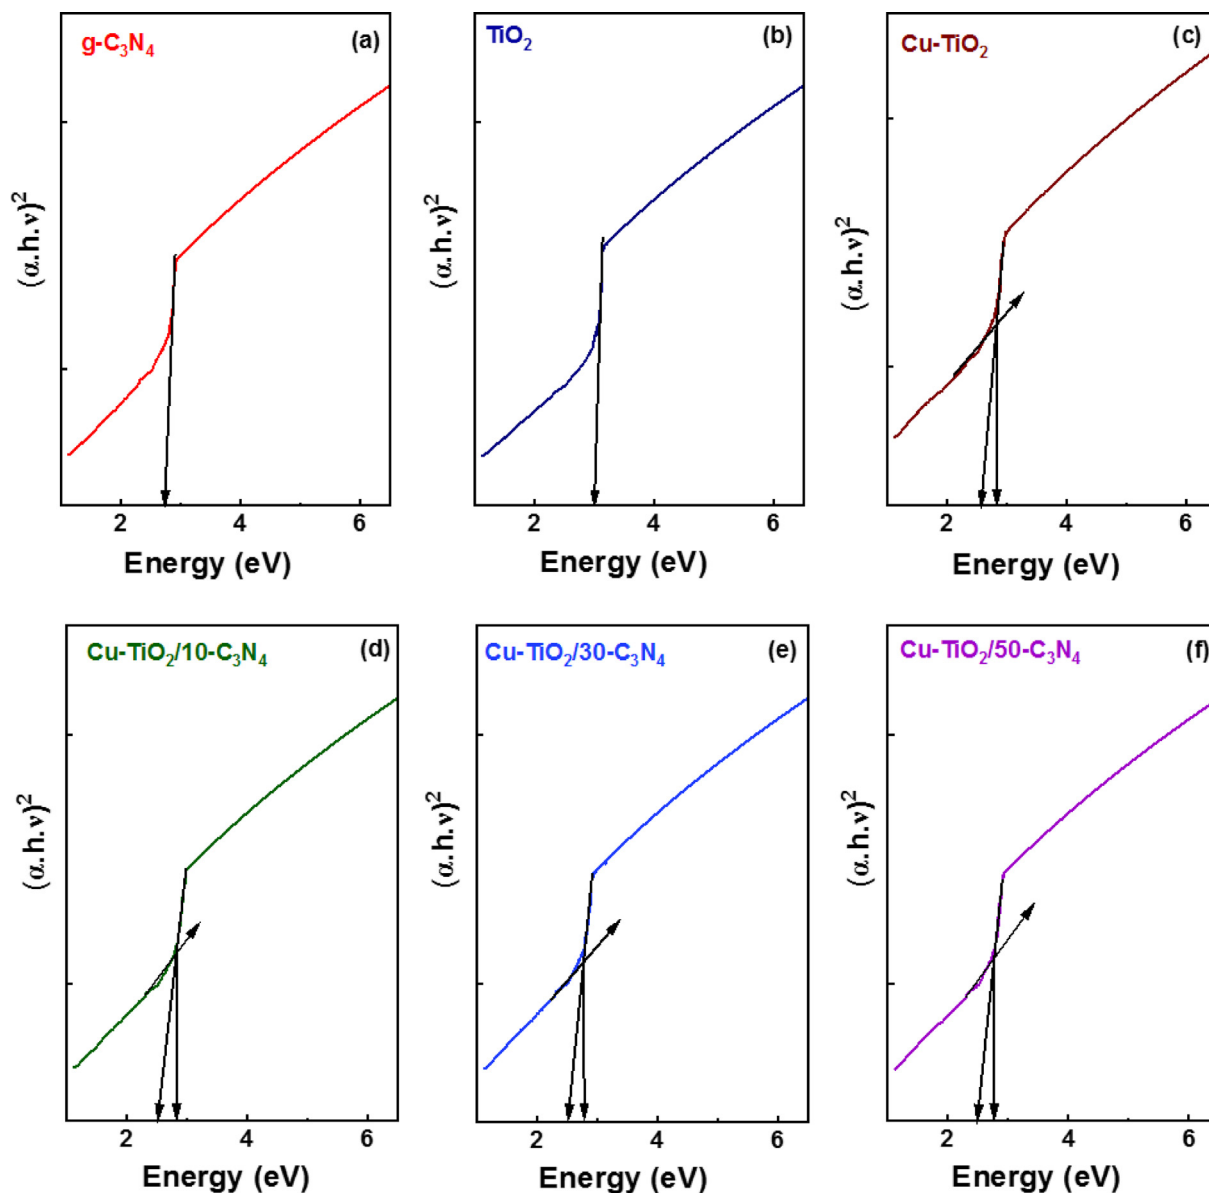 g-C₃N₄
(a)
(α.h.ν)²
2 4 6
Energy (eV)
TiO₂
(b)
(α.h.ν)²
2 4 6
Energy (eV)
Cu-TiO₂
(c)
(α.h.ν)²
2 4 6
Energy (eV)
Cu-TiO₂/10-C₃N₄
(d)
(α.h.ν)²
2 4 6
Energy (eV)
Cu-TiO₂/30-C₃N₄
(e)
(α.h.ν)²
2 4 6
Energy (eV)
Cu-TiO₂/50-C₃N₄
(f)
(α.h.ν)²
2 4 6
Energy (eV)